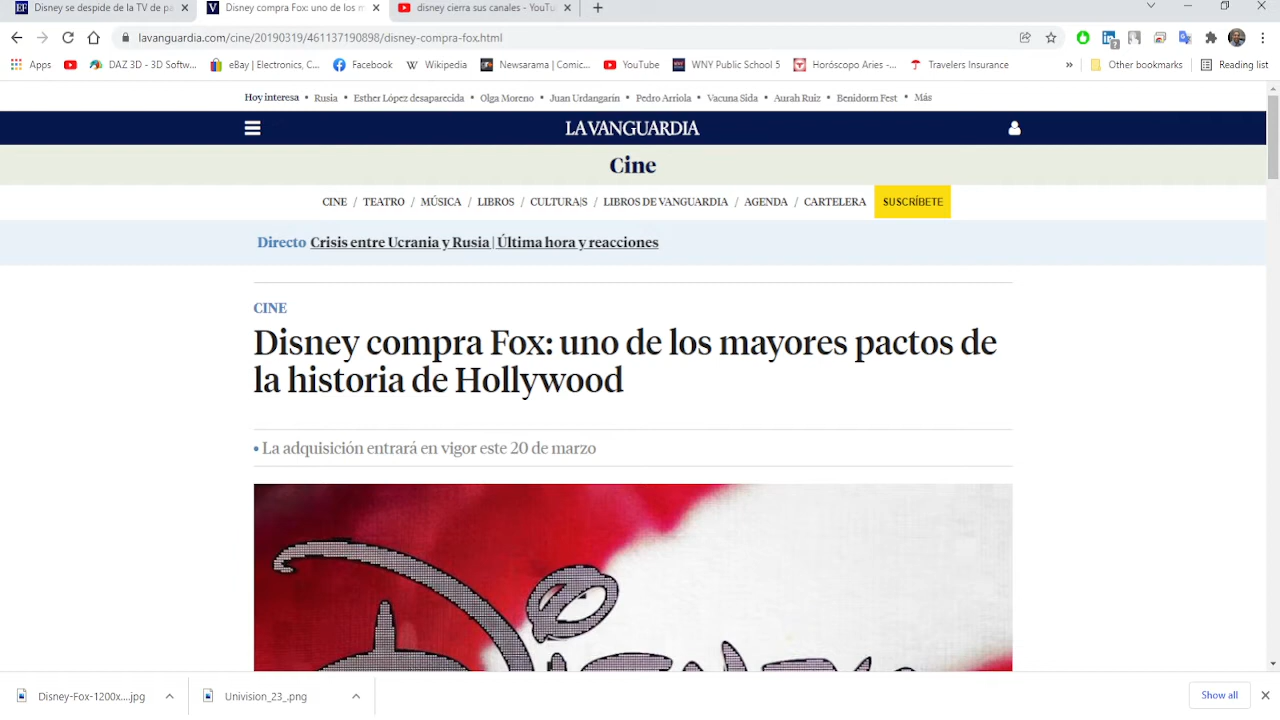 Disney se despide de la TV de pa
Disney compra Fox: uno de los m
disney cierra sus canales - YouTu
lavanguardia.com/cine/20190319/461137190898/disney-compra-fox.html
Apps DAZ 3D - 3D Softw... eBay | Electronics, C... Facebook Wikipedia Newsarama | Comic... YouTube WNY Public School 5 Horóscopo Aries -... Travelers Insurance » Other bookmarks Reading list
Hoy interesa • Rusia • Esther López desaparecida • Olga Moreno • Juan Urdangarin • Pedro Arriola • Vacuna Sida • Aurah Ruiz • Benidorm Fest • Más
LA VANGUARDIA
Cine
CINE / TEATRO / MÚSICA / LIBROS / CULTURA|S / LIBROS DE VANGUARDIA / AGENDA / CARTELERA SUSCRÍBETE
Directo Crisis entre Ucrania y Rusia | Última hora y reacciones
CINE
Disney compra Fox: uno de los mayores pactos de
la historia de Hollywood
• La adquisición entrará en vigor este 20 de marzo
Disney-Fox-1200x....jpg Univision_23_.png Show all